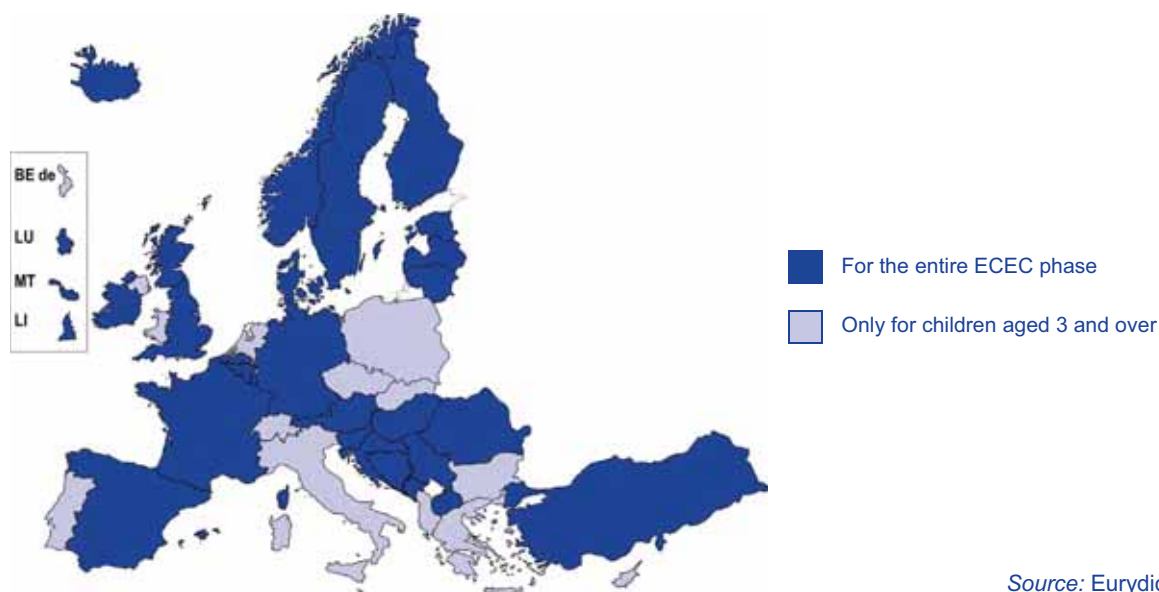 BE de
LU
MT
LI
For the entire ECEC phase
Only for children aged 3 and over
Source: